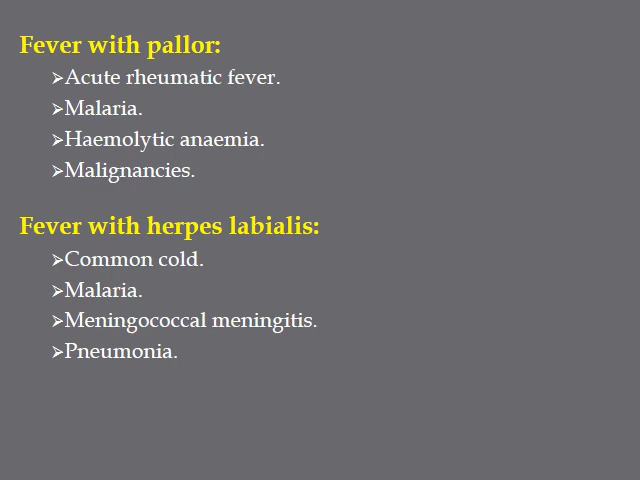 Fever with pallor:
➢Acute rheumatic fever.
➢Malaria.
➢Haemolytic anaemia.
➢Malignancies.
Fever with herpes labialis:
➢Common cold.
➢Malaria.
➢Meningococcal meningitis.
➢Pneumonia.